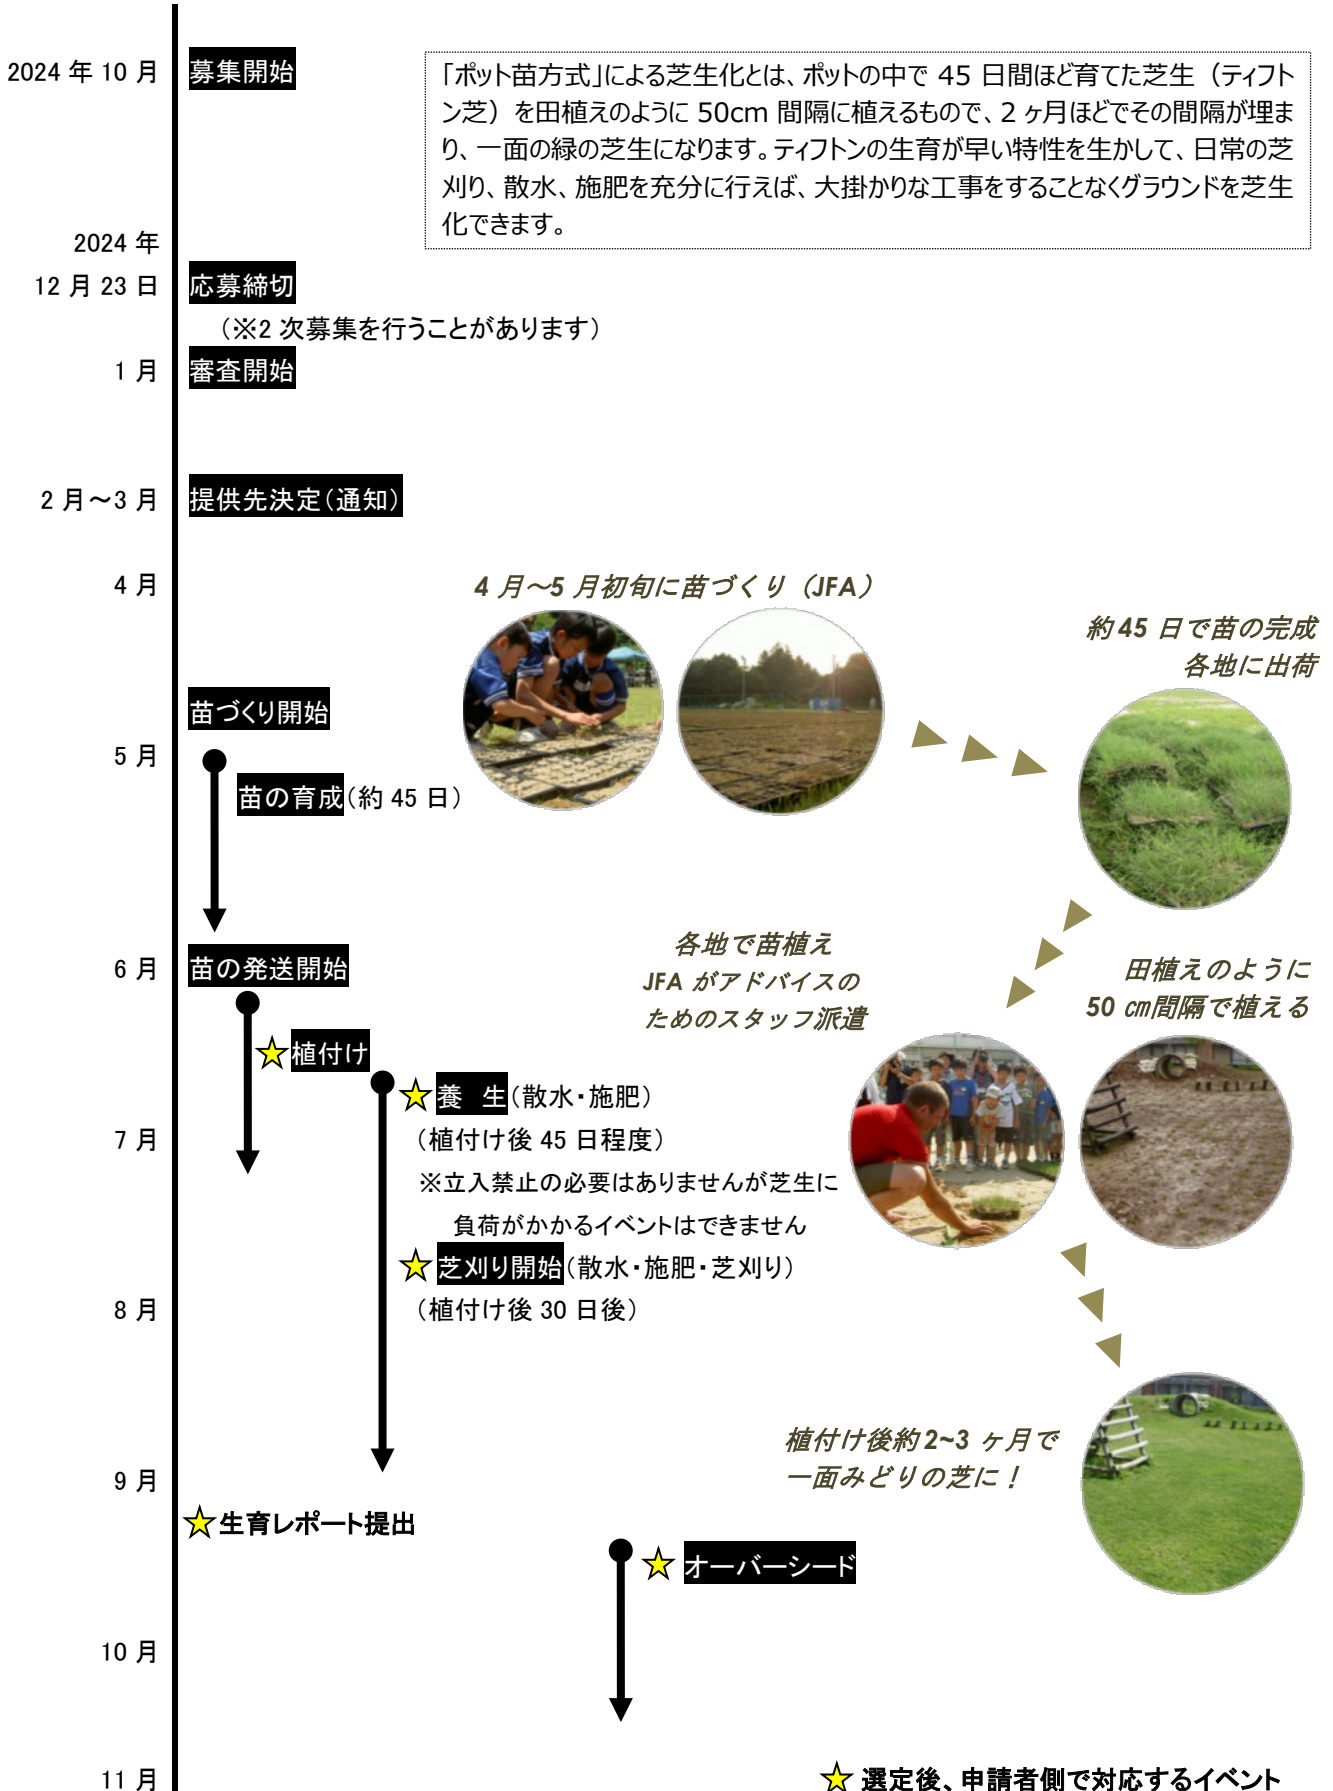 2024 年 10 月 募集開始
「ポット苗方式」による芝生化とは、ポットの中で 45 日間ほど育てた芝生（ティフト
ン芝）を田植えのように 50cm 間隔に植えるもので、2 ヶ月ほどでその間隔が埋ま
り、一面の緑の芝生になります。ティフトンの生育が早い特性を生かして、日常の芝
刈り、散水、施肥を充分に行えば、大掛かりな工事をすることなくグラウンドを芝生
化できます。
2024 年
12 月 23 日 応募締切
（※2 次募集を行うことがあります）
1 月 審査開始
2 月～3 月 提供先決定（通知）
4 月
4 月～5 月初旬に苗づくり（JFA）
約 45 日で苗の完成
各地に出荷
苗づくり開始
5 月
苗の育成（約 45 日）
各地で苗植え
JFA がアドバイスの
ためのスタッフ派遣
田植えのように
50 ㎝間隔で植える
6 月 苗の発送開始
☆植付け
☆養　生（散水・施肥）
7 月
（植付け後 45 日程度）
※立入禁止の必要はありませんが芝生に
負荷がかかるイベントはできません
☆芝刈り開始（散水・施肥・芝刈り）
8 月
（植付け後 30 日後）
植付け後約 2~3 ヶ月で
一面みどりの芝に！
9 月
☆生育レポート提出
☆ オーバーシード
10 月
11 月
☆ 選定後、申請者側で対応するイベント